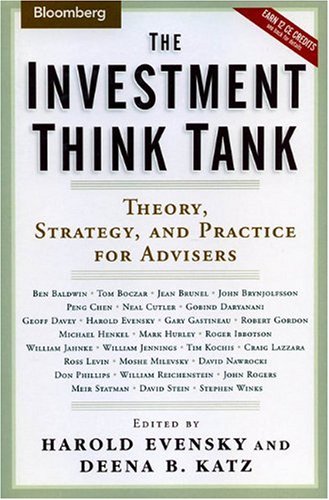 Bloomberg
EARN 12 CE CREDITS
THE
INVESTMENT
THINK TANK
THEORY,
STRATEGY, AND PRACTICE
FOR ADVISERS
BEN BALDWIN • TOM BOCZAR • JEAN BRUNEL • JOHN BRYNJOLFSSON
PENG CHEN • NEAL CUTLER • GOBIND DARYANANI
GEOFF DAVEY • HAROLD EVENSKY • GARY GASTINEAU • ROBERT GORDON
MICHAEL HENKEL • MARK HURLEY • ROGER IBBOTSON
WILLIAM JAHNKE • WILLIAM JENNINGS • TIM KOCHIS • CRAIG LAZZARA
ROSS LEVIN • MOSHE MILEVSKY • DAVID NAWROCKI
DON PHILLIPS • WILLIAM REICHENSTEIN • JOHN ROGERS
MEIR STATMAN • DAVID STEIN • STEPHEN WINKS
EDITED BY
HAROLD EVENSKY AND
DEENA B. KATZ